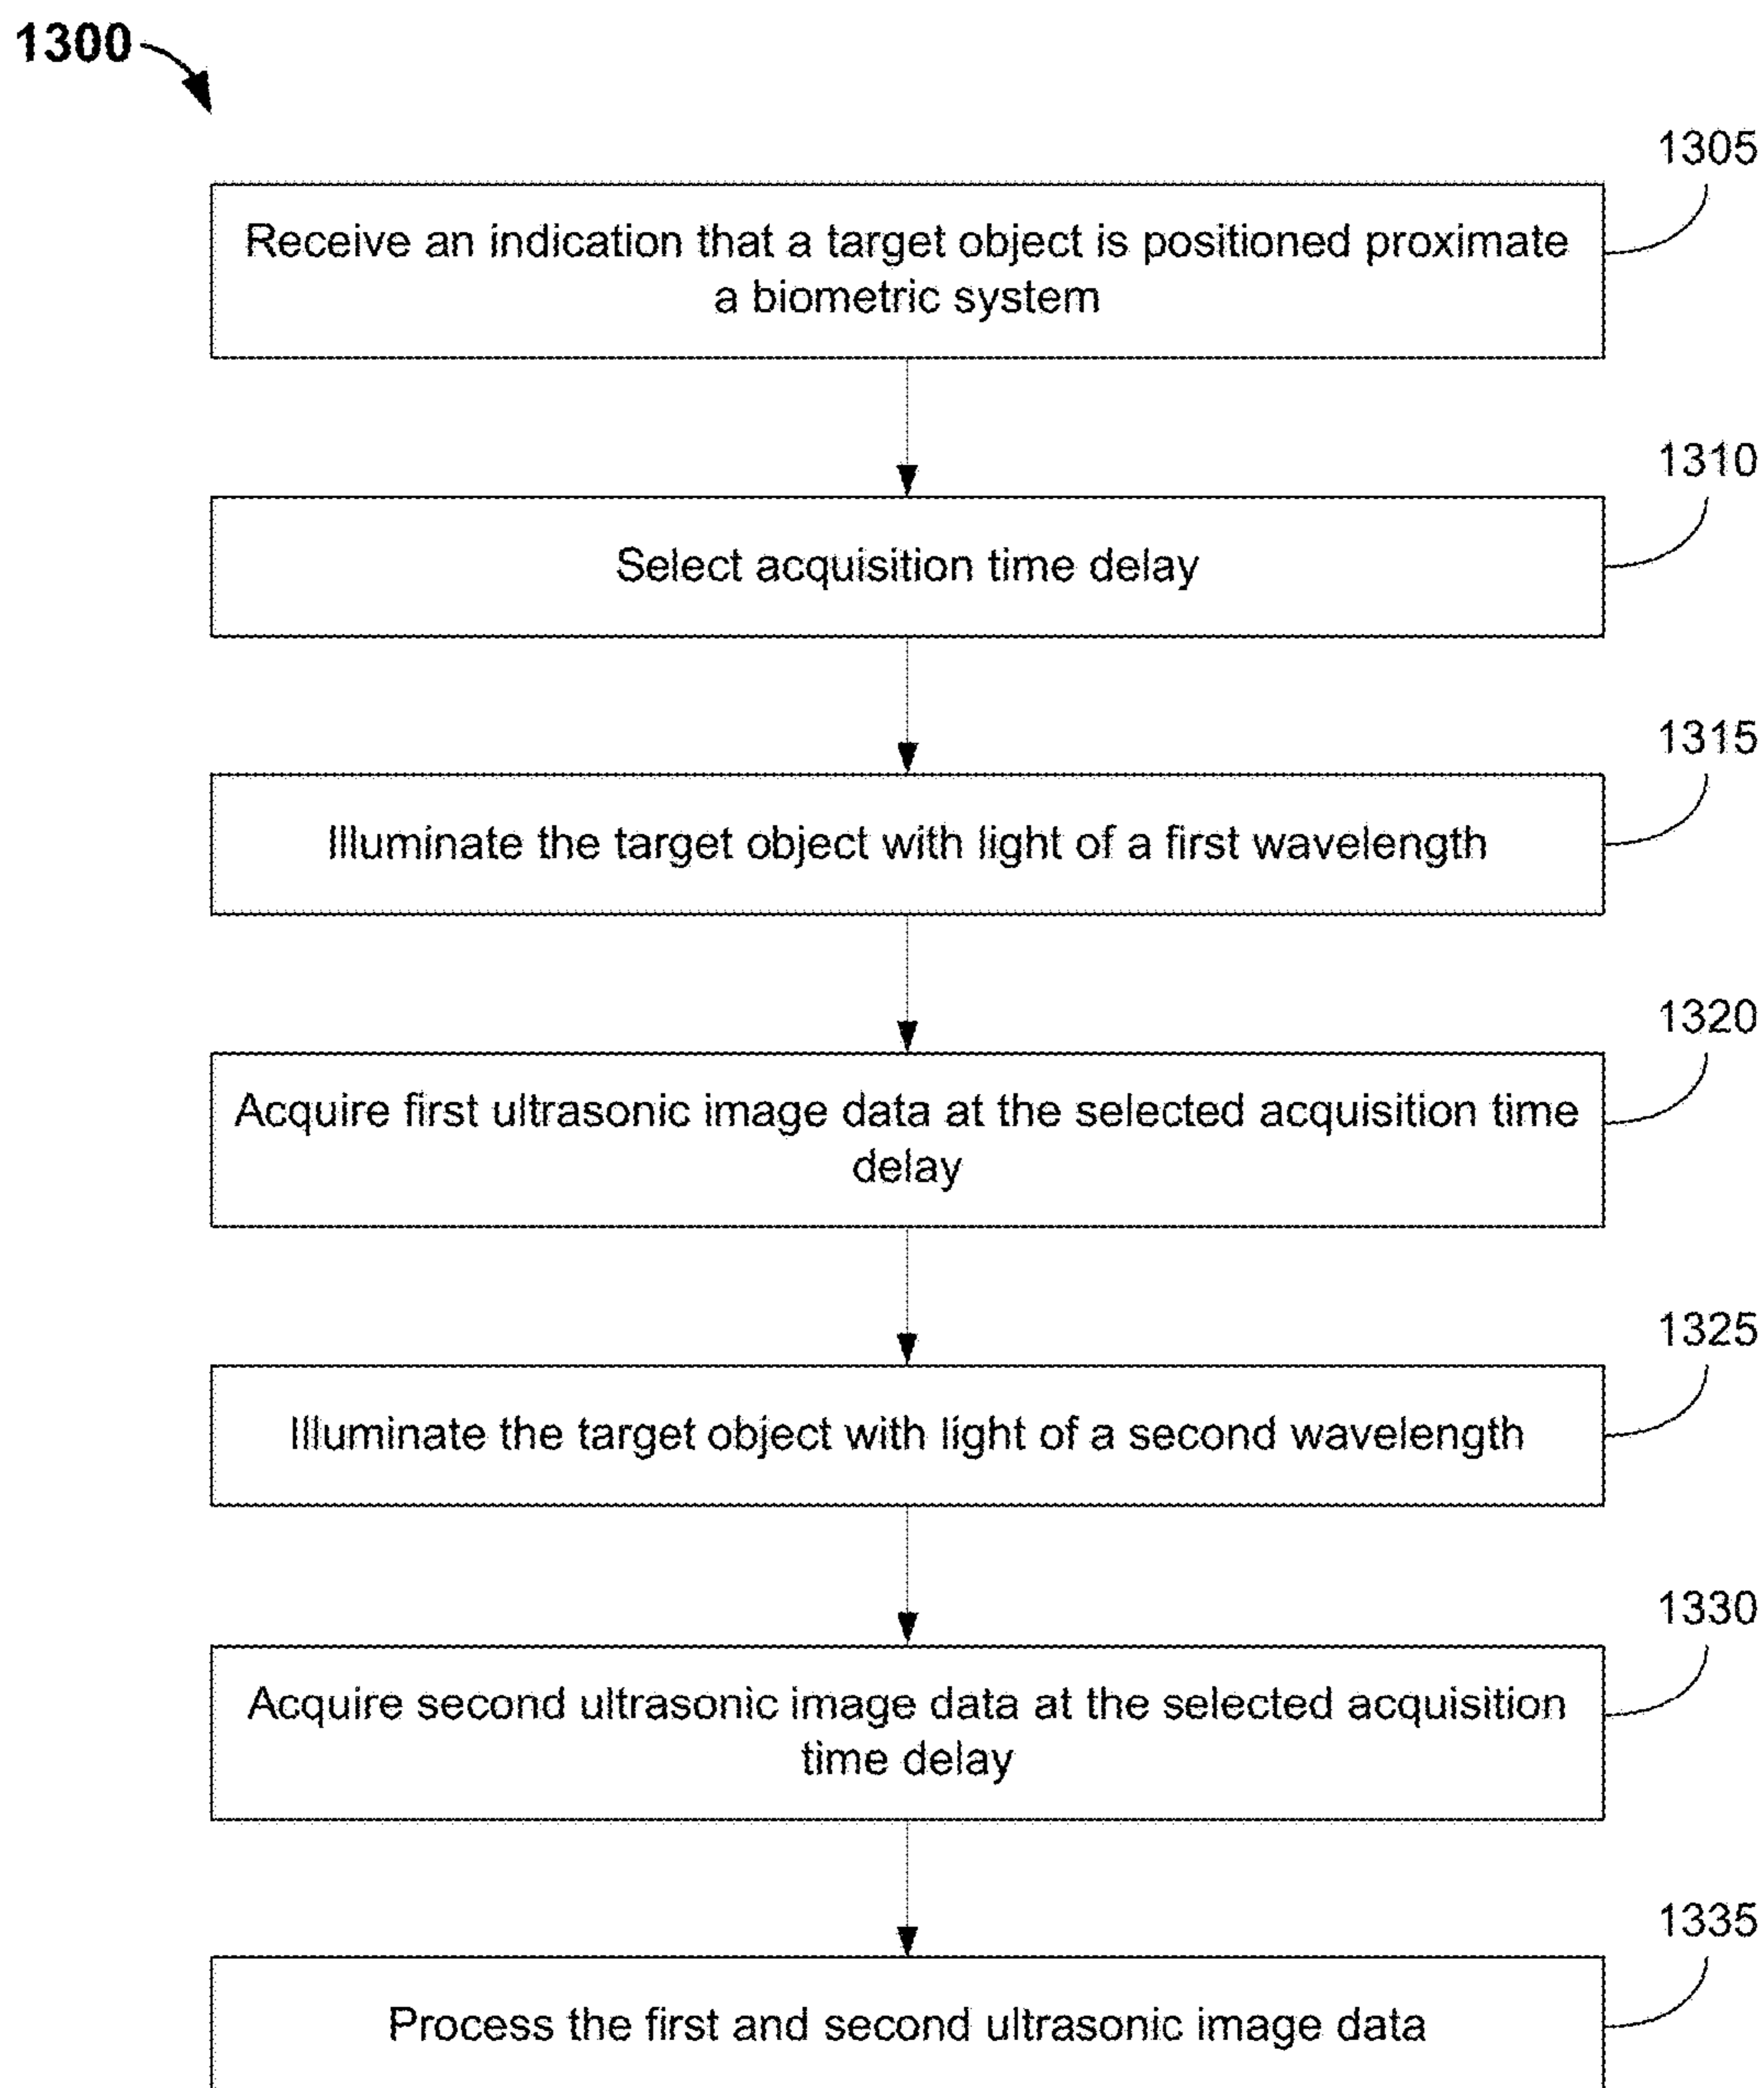 1300
1305
Receive an indication that a target object is positioned proximate
a biometric system
1310
Select acquisition time delay
1315
Illuminate the target object with light of a first wavelength
1320
Acquire first ultrasonic image data at the selected acquisition time
delay
1325
Illuminate the target object with light of a second wavelength
1330
Acquire second ultrasonic image data at the selected acquisition
time delay
1335
Process the first and second ultrasonic image data